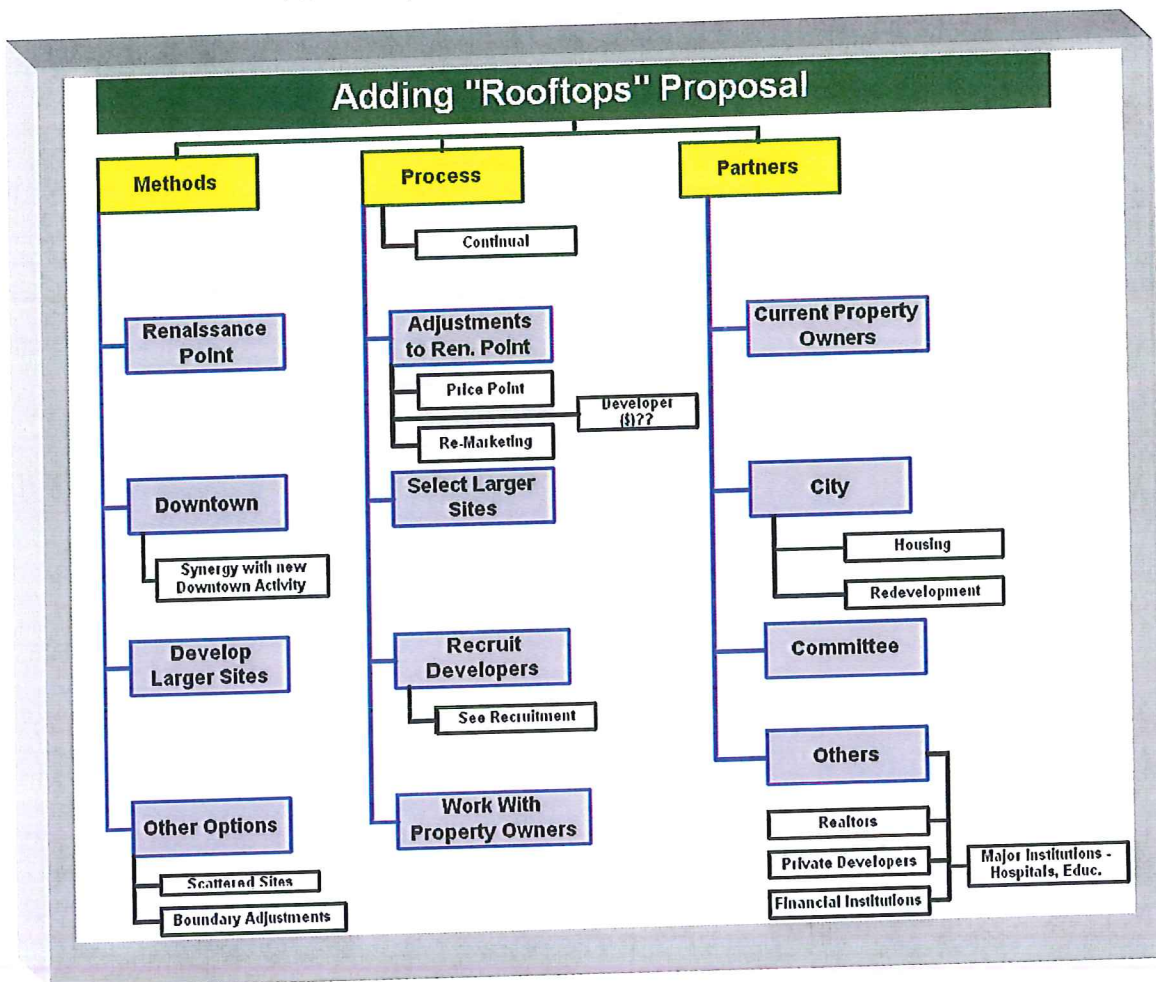 Adding "Rooftops" Proposal
Methods
Renaissance
Point
Downtown
Synergy with new
Downtown Activity
Develop
Larger Sites
Other Options
Scattered Sites
Boundary Adjustments
Process
Continual
Adjustments
to Ren. Point
Price Point
Developer
($)??
Re-Marketing
Select Larger
Sites
Recruit
Developers
See Recruitment
Work With
Property Owners
Partners
Current Property
Owners
City
Housing
Redevelopment
Committee
Others
Realtors
Private Developers
Financial Institutions
Major Institutions -
Hospitals, Educ.